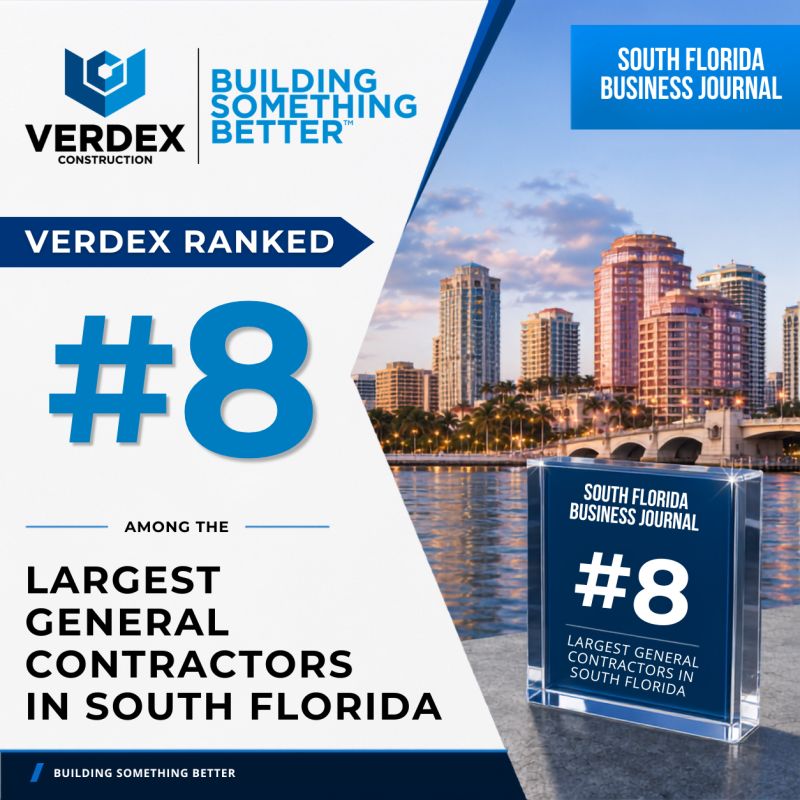 VERDEX
CONSTRUCTION
BUILDING
SOMETHING
BETTER™
SOUTH FLORIDA
BUSINESS JOURNAL
VERDEX RANKED
#8
AMONG THE
LARGEST
GENERAL
CONTRACTORS
IN SOUTH FLORIDA
SOUTH FLORIDA
BUSINESS JOURNAL
#8
LARGEST GENERAL
CONTRACTORS IN
SOUTH FLORIDA
BUILDING SOMETHING BETTER